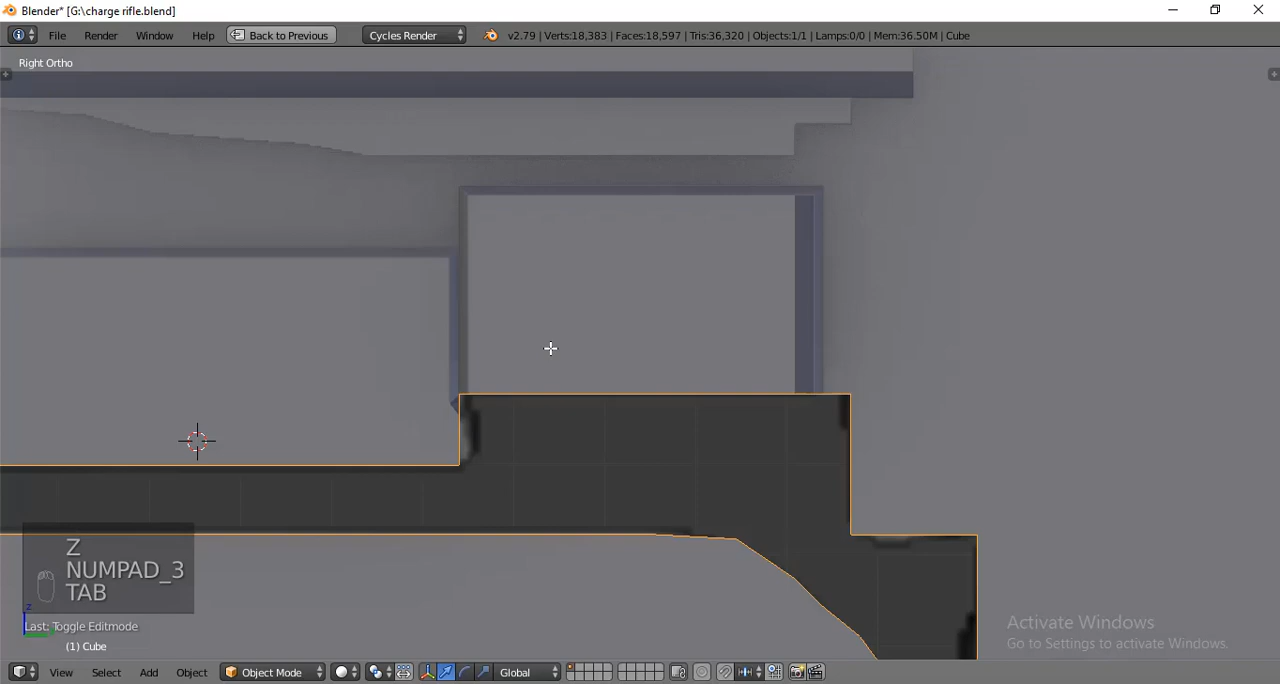 Blender* [G:\charge rifle.blend]
File Render Window Help Back to Previous Cycles Render v2.79 | Verts:18,383 | Faces:18,597 | Tris:36,320 | Objects:1/1 | Lamps:0/0 | Mem:36.50M | Cube
Right Ortho
Z
NUMPAD_3
TAB
z
Last: Toggle Editmode
(1) Cube
Activate Windows
Go to Settings to activate Windows.
View Select Add Object Object Mode Global